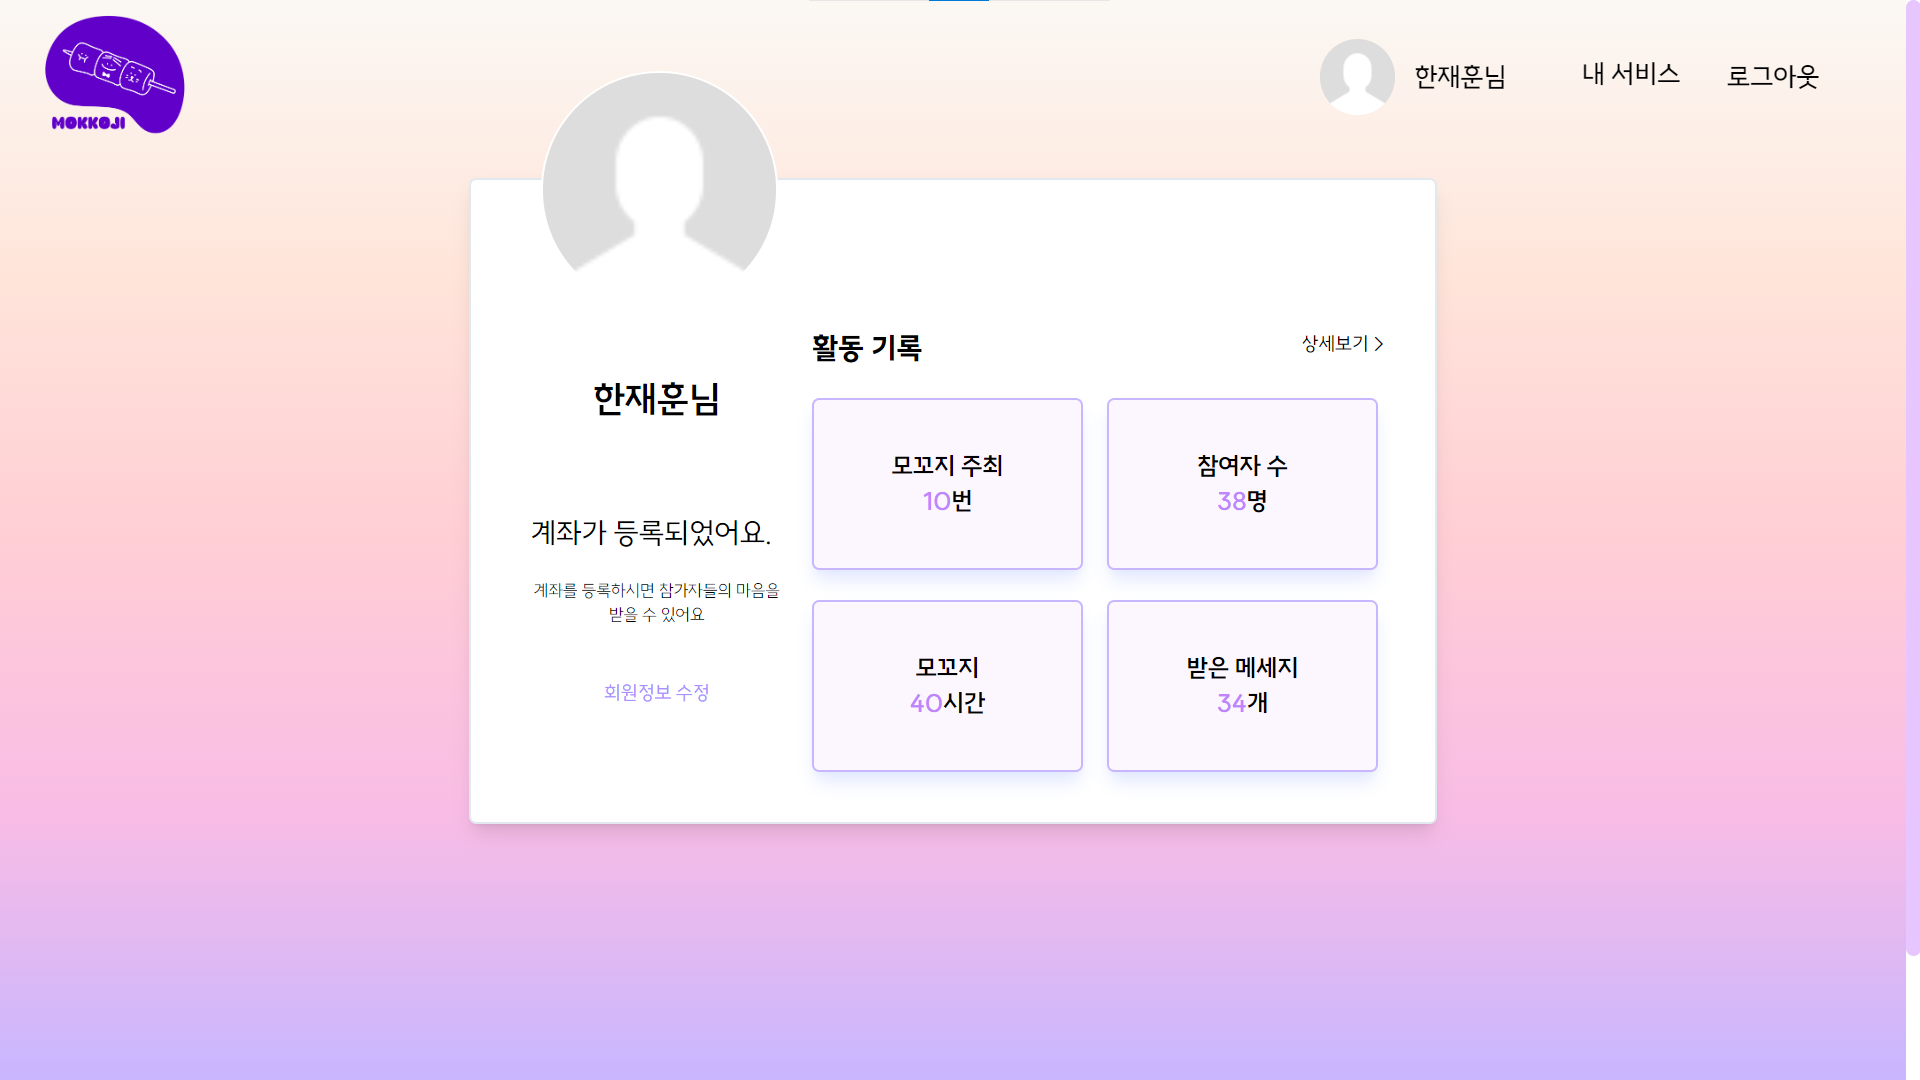 MOKKOJI
한재훈님
내 서비스
로그아웃
한재훈님
계좌가 등록되었어요.
계좌를 등록하시면 참가자들의 마음을
받을 수 있어요
회원정보 수정
활동 기록
상세보기
모꼬지 주최
10번
참여자 수
38명
모꼬지
40시간
받은 메세지
34개